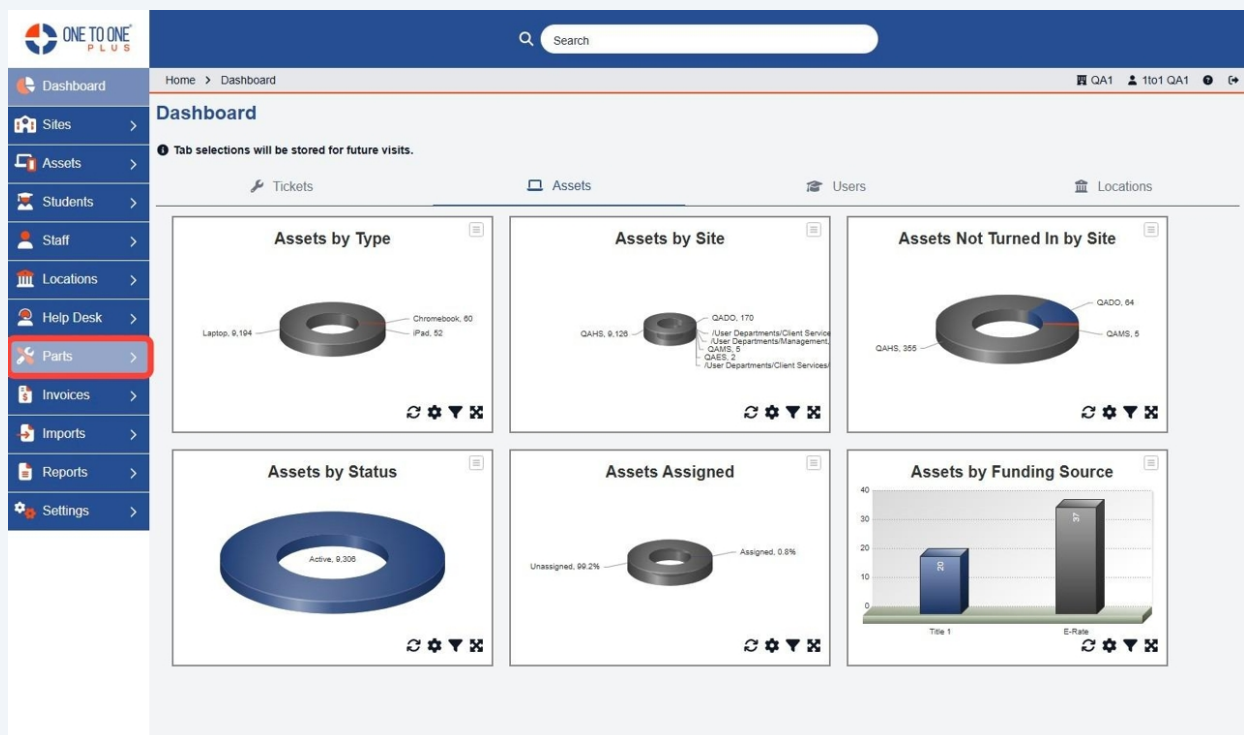 ONE TO ONE
PLUS
Search
Dashboard
Sites
Assets
Students
Staff
Locations
Help Desk
Parts
Invoices
Imports
Reports
Settings
Home > Dashboard
QA1 1to1 QA1
Dashboard
Tab selections will be stored for future visits.
Tickets Assets Users Locations
Assets by Type
Laptop, 9,194
Chromebook, 60
iPad, 52
Assets by Site
QAHS, 9,126
QADO, 170
/User Departments/Client Service
/User Departments/Management,
QAMS, 5
QAES, 2
/User Departments/Client Services/
Assets Not Turned In by Site
QADO, 64
QAMS, 5
QAHS, 355
Assets by Status
Active, 9,306
Assets Assigned
Unassigned, 99.2%
Assigned, 0.8%
Assets by Funding Source
40
30
20
10
0
20
37
Title 1
E-Rate